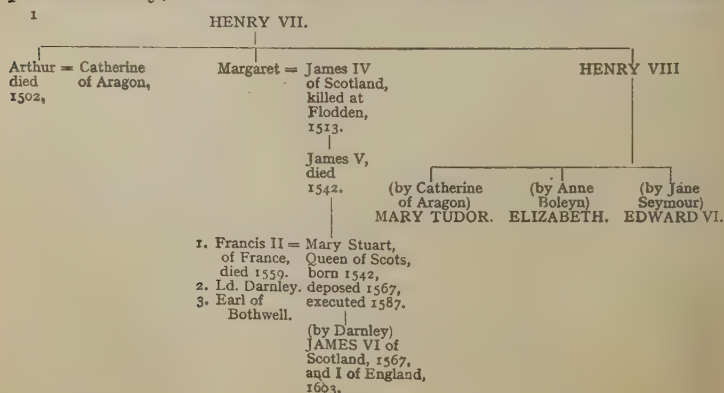 1
HENRY VII.
Arthur = Catherine
died of Aragon,
1502,
Margaret = James IV
of Scotland,
killed at
Flodden,
1513.
HENRY VIII
James V,
died
1542.
(by Catherine
of Aragon)
MARY TUDOR.
(by Anne
Boleyn)
ELIZABETH.
(by Jane
Seymour)
EDWARD VI.
1. Francis II = Mary Stuart,
of France, Queen of Scots,
died 1559. born 1542,
2. Ld. Darnley. deposed 1567,
3. Earl of executed 1587.
Bothwell.
(by Darnley)
JAMES VI of
Scotland, 1567,
and I of England,
1603.